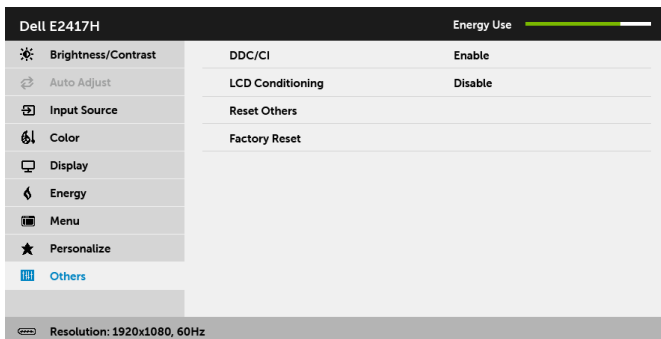 Dell E2417H Energy Use
Brightness/Contrast DDC/CI Enable
Auto Adjust LCD Conditioning Disable
Input Source Reset Others
Color Factory Reset
Display
Energy
Menu
Personalize
Others
Resolution: 1920x1080, 60Hz